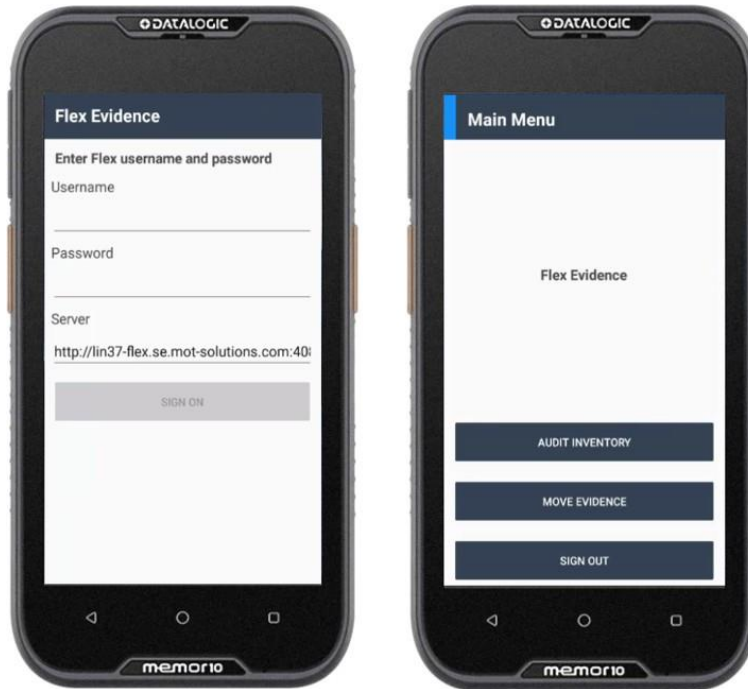 DATALOGIC
Flex Evidence
Enter Flex username and password
Username
Password
Server
http://lin37-flex.se.mot-solutions.com:408
SIGN ON
memor10
DATALOGIC
Main Menu
Flex Evidence
AUDIT INVENTORY
MOVE EVIDENCE
SIGN OUT
memor10